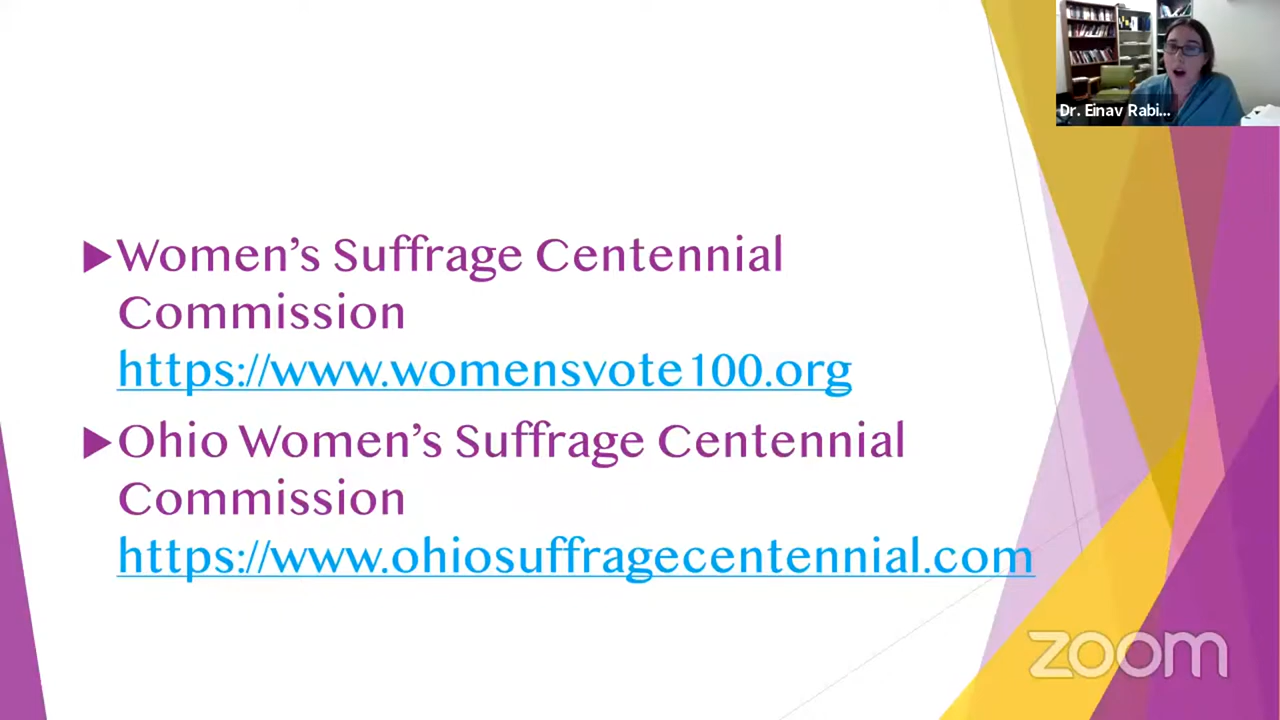 Dr. Einav Rabi...
▶Women’s Suffrage Centennial
Commission
https://www.womensvote100.org
▶Ohio Women’s Suffrage Centennial
Commission
https://www.ohiosuffragecentennial.com
zoom